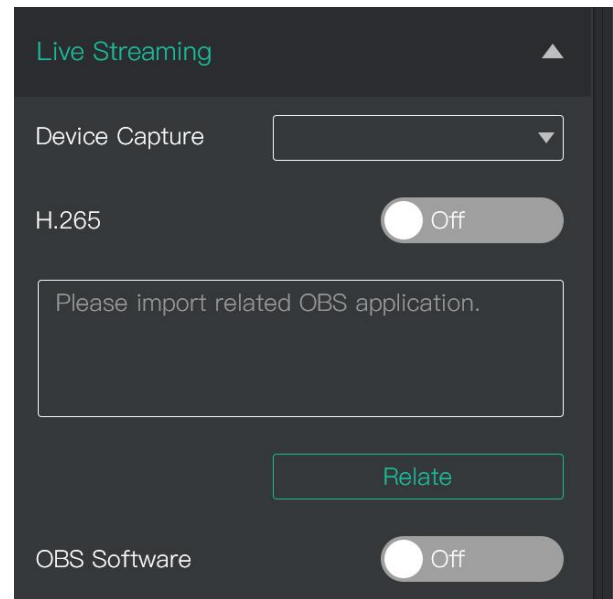 Live Streaming
Device Capture
H.265
Off
Please import related OBS application.
Relate
OBS Software
Off